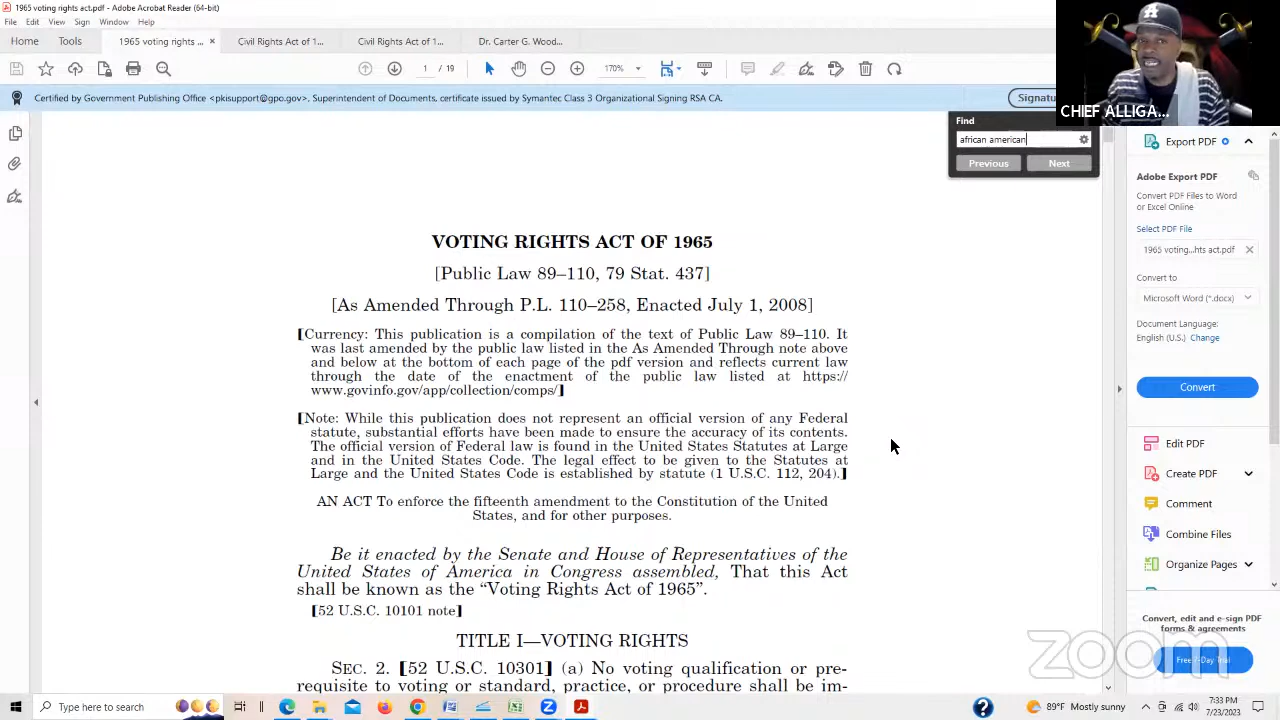 1965 voting rights act.pdf - Adobe Acrobat Reader (64-bit)
File Edit View Sign Window Help
Home Tools 1965 voting rights ... × Civil Rights Act of 1... Civil Rights Act of 1... Dr. Carter G. Wood...
1 / 19 170%
Certified by Government Publishing Office <pkisupport@gpo.gov>, Superintendent of Documents, certificate issued by Symantec Class 3 Organizational Signing RSA CA.
Signatu
A
CHIEF ALLIGA...
Find
african american
Previous Next
VOTING RIGHTS ACT OF 1965
[Public Law 89–110, 79 Stat. 437]
[As Amended Through P.L. 110–258, Enacted July 1, 2008]
[Currency: This publication is a compilation of the text of Public Law 89–110. It
was last amended by the public law listed in the As Amended Through note above
and below at the bottom of each page of the pdf version and reflects current law
through the date of the enactment of the public law listed at https://
www.govinfo.gov/app/collection/comps/]
[Note: While this publication does not represent an official version of any Federal
statute, substantial efforts have been made to ensure the accuracy of its contents.
The official version of Federal law is found in the United States Statutes at Large
and in the United States Code. The legal effect to be given to the Statutes at
Large and the United States Code is established by statute (1 U.S.C. 112, 204).]
AN ACT To enforce the fifteenth amendment to the Constitution of the United
States, and for other purposes.
Be it enacted by the Senate and House of Representatives of the
United States of America in Congress assembled, That this Act
shall be known as the “Voting Rights Act of 1965”.
[52 U.S.C. 10101 note]
TITLE I—VOTING RIGHTS
SEC. 2. [52 U.S.C. 10301] (a) No voting qualification or pre-
requisite to voting or standard, practice, or procedure shall be im-
Export PDF
Adobe Export PDF
Convert PDF Files to Word
or Excel Online
Select PDF File
1965 voting...hts act.pdf ×
Convert to
Microsoft Word (*.docx)
Document Language:
English (U.S.) Change
Convert
Edit PDF
Create PDF
Comment
Combine Files
Organize Pages
Convert, edit and e-sign PDF
forms & agreements
Free 7-Day Trial
zoom
Type here to search
89°F Mostly sunny
7:33 PM
7/23/2023